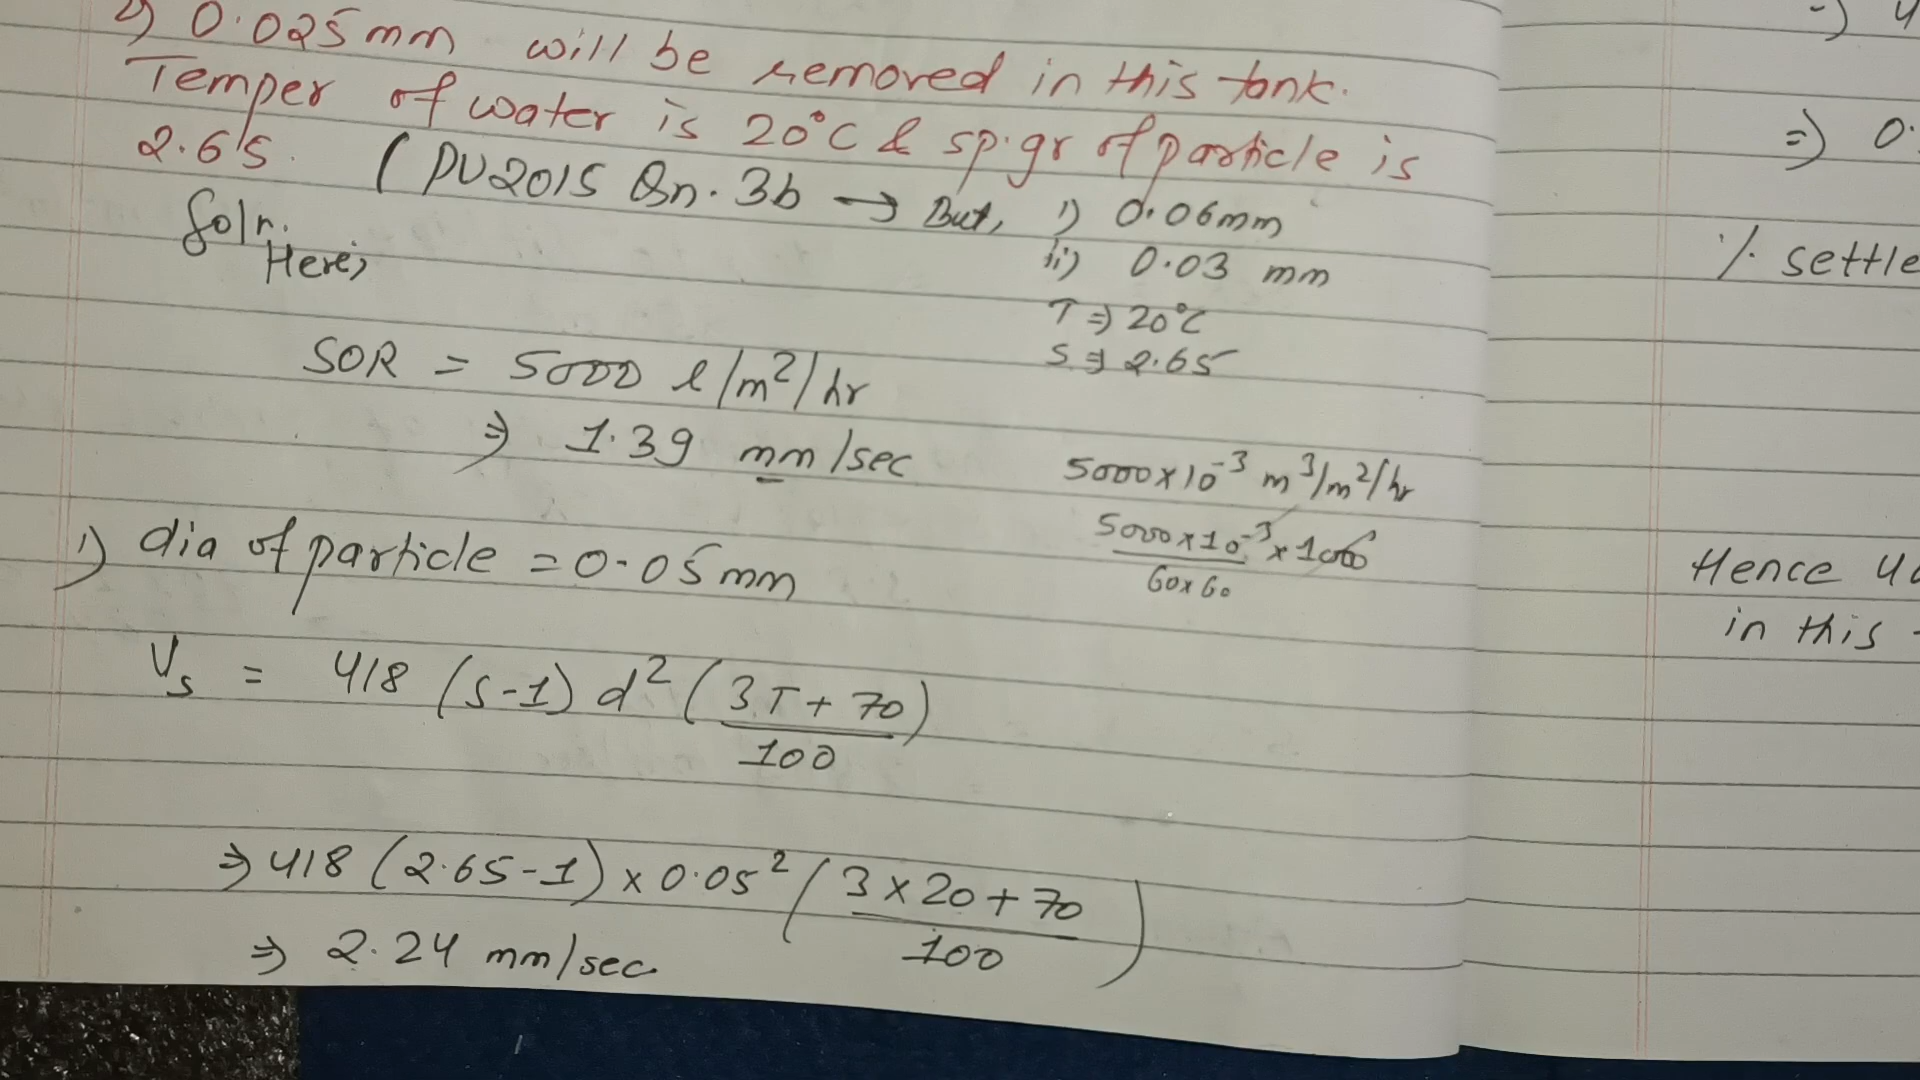 2) 0.025mm will be removed in this tank.
Temper of water is 20°C & sp.gr of particle is
2.65. (PU2015 Qn. 3b → But, 1) 0.06mm
ii) 0.03 mm
T ⇒ 20°C
S ⇒ 2.65
Soln.
Here,
SOR = 5000 l/m²/hr
⇒ 1.39 mm/sec
5000×10⁻³ m³/m²/hr
5000×10⁻³×1000
60×60
1) dia of particle = 0.05mm
Vs = 418 (s-1) d² (3T+70)
100
⇒ 418 (2.65-1) × 0.05² (3×20+70)
100
⇒ 2.24 mm/sec
⇒ 0.
% settle
Hence
in this